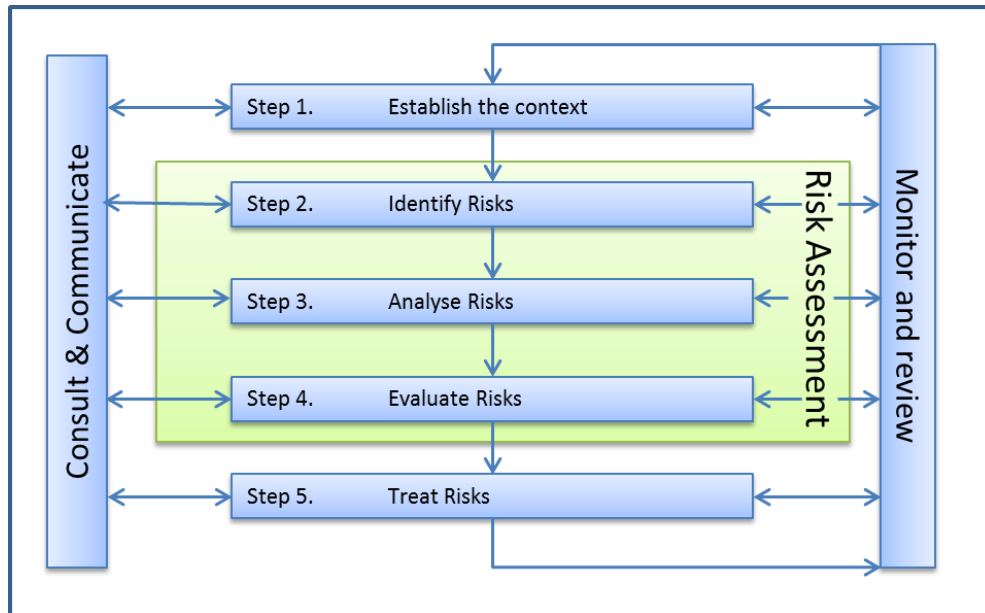 Consult & Communicate
Step 1. Establish the context
Step 2. Identify Risks
Step 3. Analyse Risks
Step 4. Evaluate Risks
Step 5. Treat Risks
Risk Assessment
Monitor and review